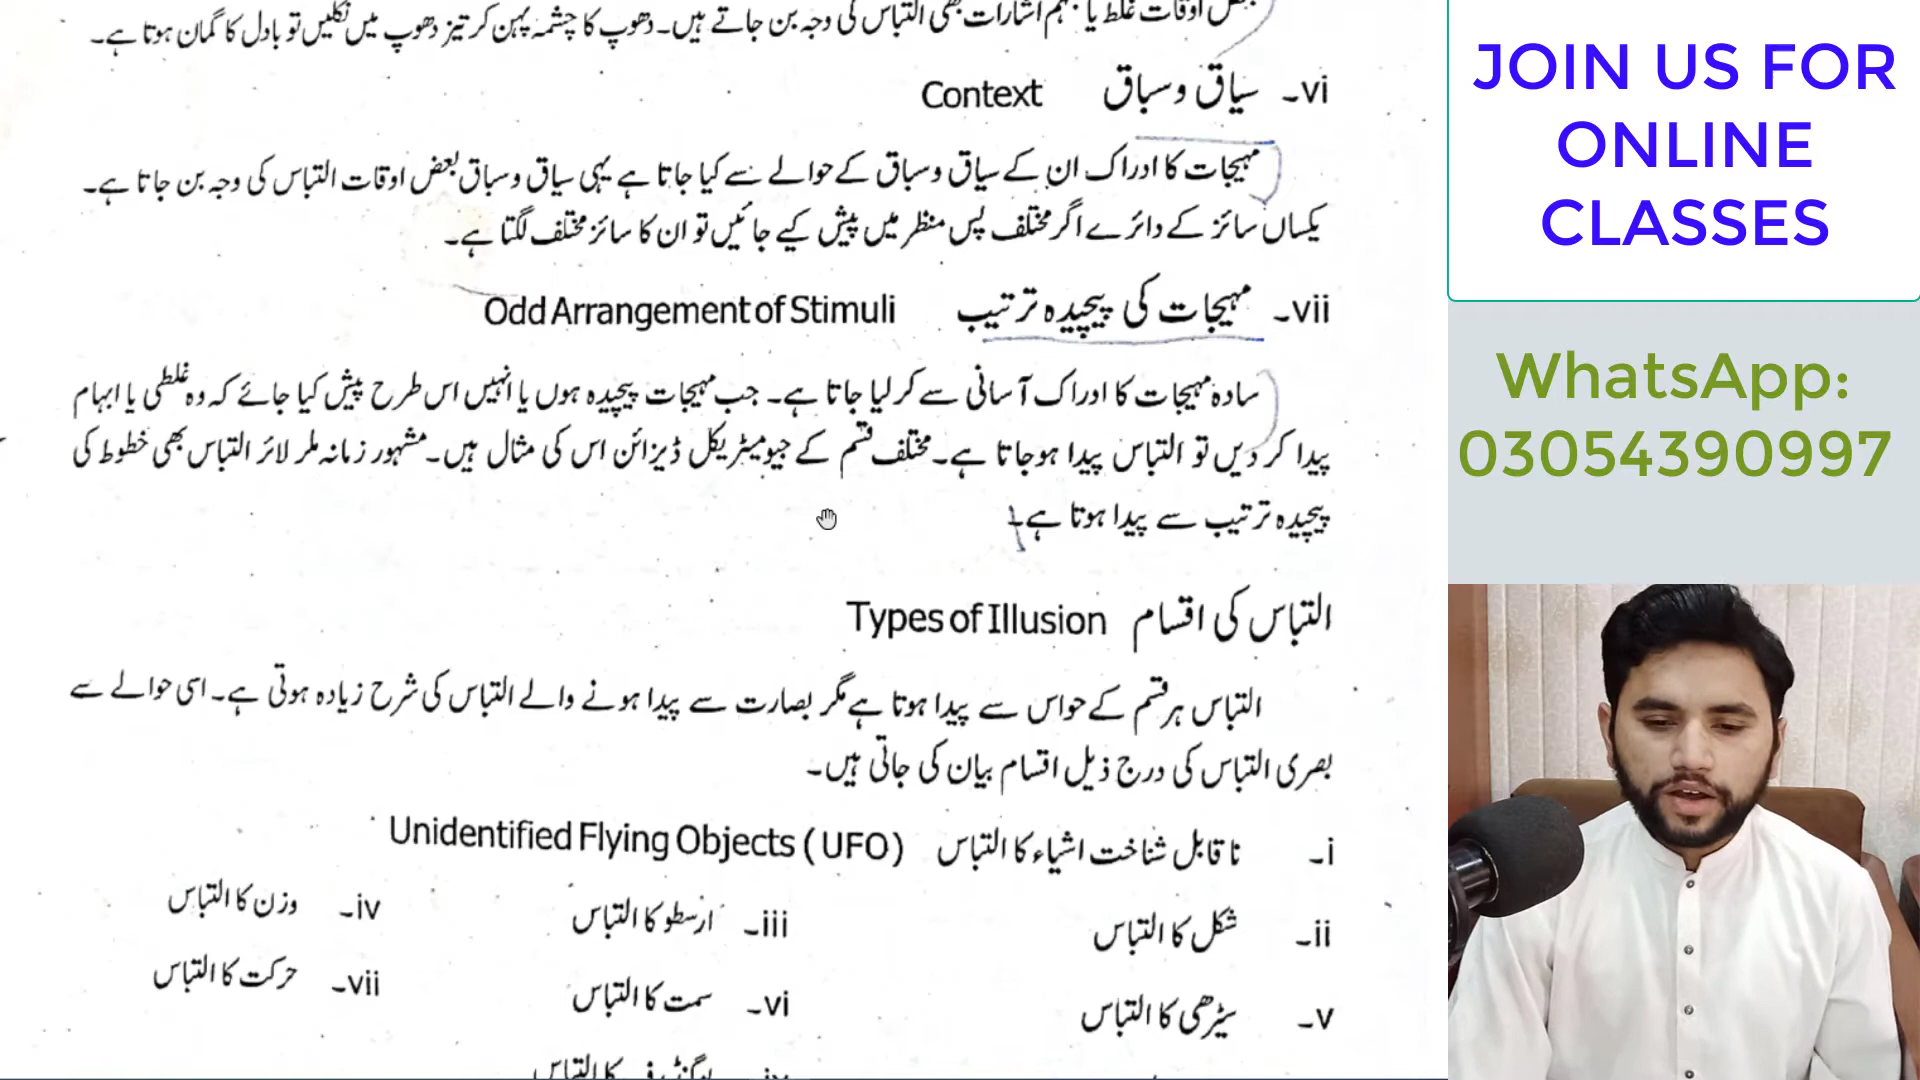 بعض اوقات غلط یا مبہم اشارات بھی التباس کی وجہ بن جاتے ہیں۔ دھوپ کا چشمہ پہن کر تیز دھوپ میں نکلیں تو بادل کا گمان ہوتا ہے۔
vi۔ سیاق و سباق Context
مہیجات کا ادراک ان کے سیاق و سباق کے حوالے سے کیا جاتا ہے یہی سیاق و سباق بعض اوقات التباس کی وجہ بن جاتا ہے۔
یکساں سائز کے دائرے اگر مختلف پس منظر میں پیش کیے جائیں تو ان کا سائز مختلف لگتا ہے۔
vii۔ مہیجات کی پیچیدہ ترتیب Odd Arrangement of Stimuli
سادہ مہیجات کا ادراک آسانی سے کر لیا جاتا ہے۔ جب مہیجات پیچیدہ ہوں یا انہیں اس طرح پیش کیا جائے کہ وہ غلطی یا ابہام
پیدا کر دیں تو التباس پیدا ہو جاتا ہے۔ مختلف قسم کے جیومیٹریکل ڈیزائن اس کی مثال ہیں۔ مشہور زمانہ ملر لائر التباس بھی خطوط کی
پیچیدہ ترتیب سے پیدا ہوتا ہے۔
التباس کی اقسام Types of Illusion
التباس ہر قسم کے حواس سے پیدا ہوتا ہے مگر بصارت سے پیدا ہونے والے التباس کی شرح زیادہ ہوتی ہے۔ اسی حوالے سے
بصری التباس کی درج ذیل اقسام بیان کی جاتی ہیں۔
i۔ ناقابل شناخت اشیاء کا التباس Unidentified Flying Objects ( UFO )
ii۔ شکل کا التباس iii۔ ارسطو کا التباس iv۔ وزن کا التباس
v۔ سیڑھی کا التباس vi۔ سمت کا التباس vii۔ حرکت کا التباس
کا التباس
JOIN US FOR
ONLINE
CLASSES
WhatsApp:
03054390997